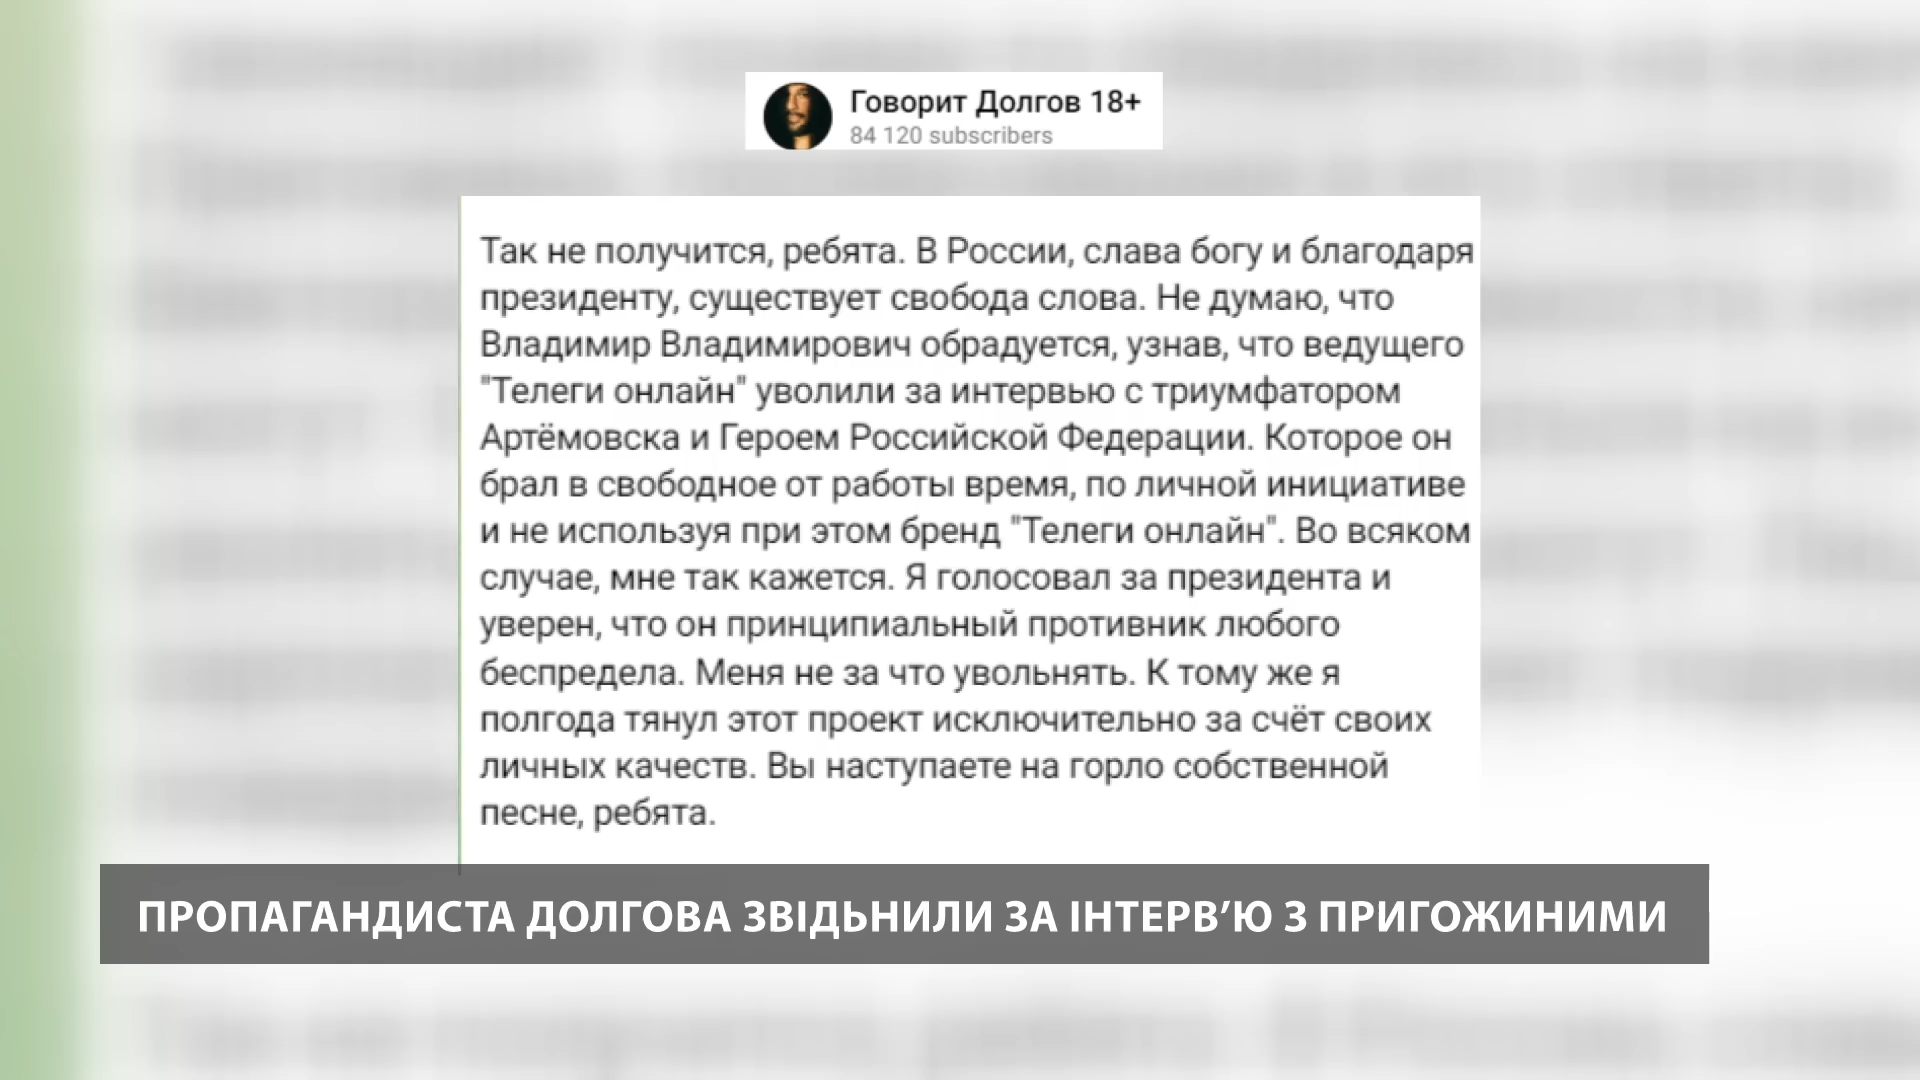 Говорит Долгов 18+
84 120 subscribers
Так не получится, ребята. В России, слава богу и благодаря
президенту, существует свобода слова. Не думаю, что
Владимир Владимирович обрадуется, узнав, что ведущего
"Телеги онлайн" уволили за интервью с триумфатором
Артёмовска и Героем Российской Федерации. Которое он
брал в свободное от работы время, по личной инициативе
и не используя при этом бренд "Телеги онлайн". Во всяком
случае, мне так кажется. Я голосовал за президента и
уверен, что он принципиальный противник любого
беспредела. Меня не за что увольнять. К тому же я
полгода тянул этот проект исключительно за счёт своих
личных качеств. Вы наступаете на горло собственной
песне, ребята.
ПРОПАГАНДИСТА ДОЛГОВА ЗВІДЬНИЛИ ЗА ІНТЕРВ’Ю З ПРИГОЖИНИМИ